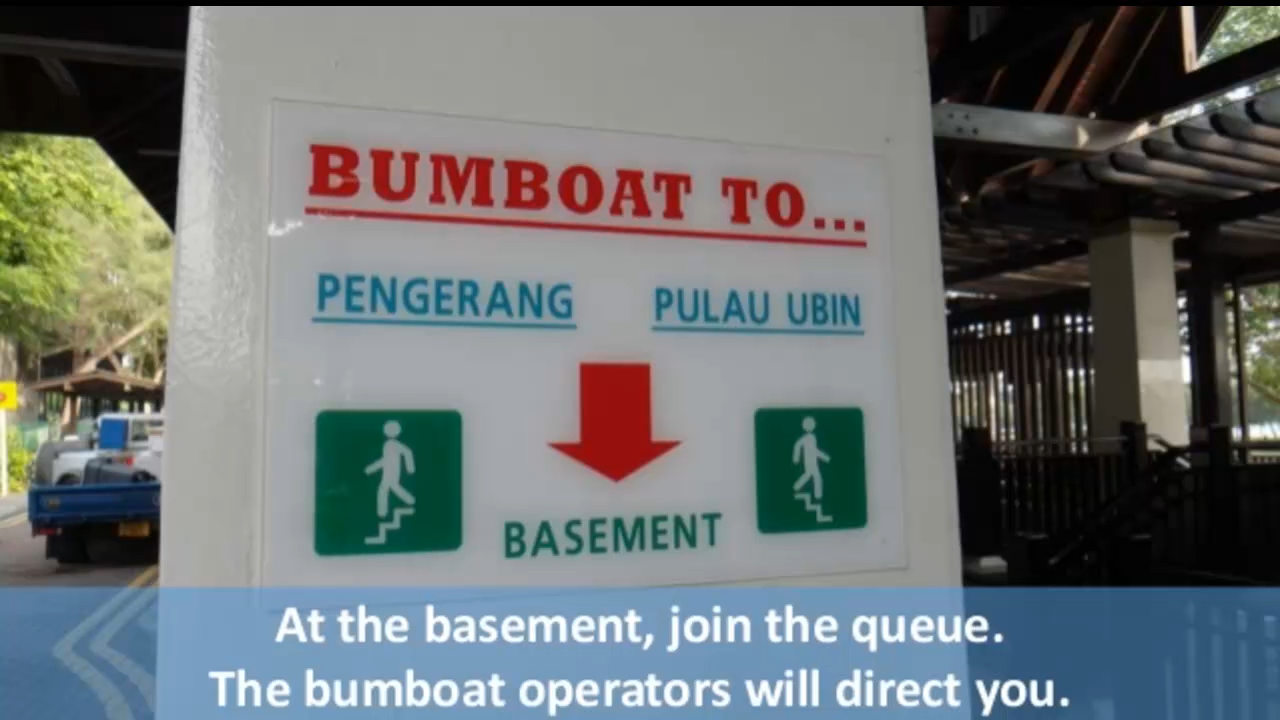 BUMBOAT TO...
PENGERANG PULAU UBIN
BASEMENT
At the basement, join the queue.
The bumboat operators will direct you.